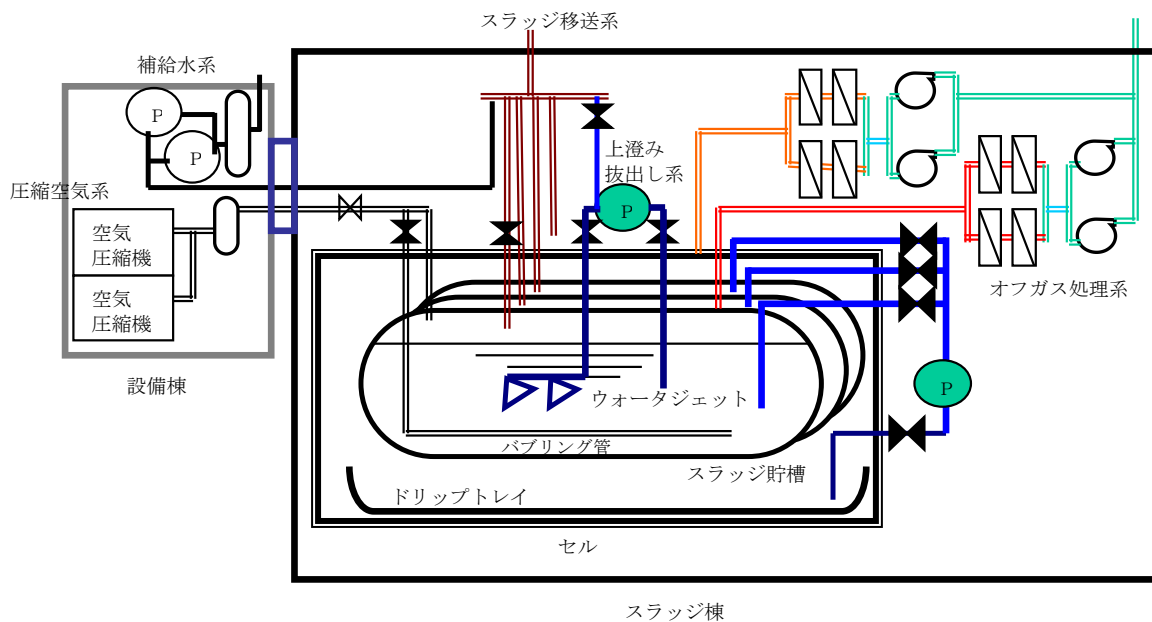 スラッジ移送系
補給水系
P
P
上澄み
抜出し系
P
圧縮空気系
空気
圧縮機
空気
圧縮機
オフガス処理系
設備棟
P
ウォータジェット
バブリング管
スラッジ貯槽
ドリップトレイ
セル
スラッジ棟